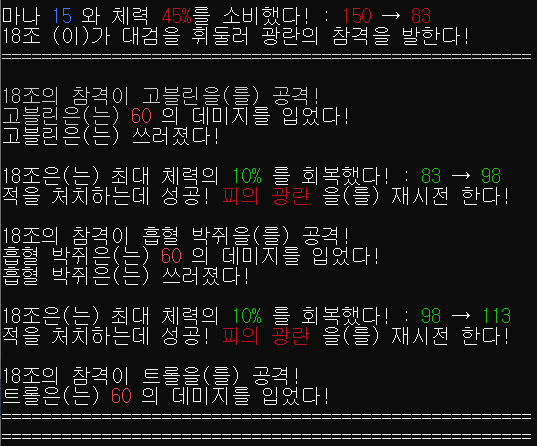 마나 15 와 체력 45%를 소비했다! : 150 → 83
18조 (이)가 대검을 휘둘러 광란의 참격을 발한다!
18조의 참격이 고블린을(를) 공격!
고블린은(는) 60 의 데미지를 입었다!
고블린은(는) 쓰러졌다!
18조은(는) 최대 체력의 10% 를 회복했다! : 83 → 98
적을 처치하는데 성공! 피의 광란 을(를) 재시전 한다!
18조의 참격이 흡혈 박쥐을(를) 공격!
흡혈 박쥐은(는) 60 의 데미지를 입었다!
흡혈 박쥐은(는) 쓰러졌다!
18조은(는) 최대 체력의 10% 를 회복했다! : 98 → 113
적을 처치하는데 성공! 피의 광란 을(를) 재시전 한다!
18조의 참격이 트롤을(를) 공격!
트롤은(는) 60 의 데미지를 입었다!